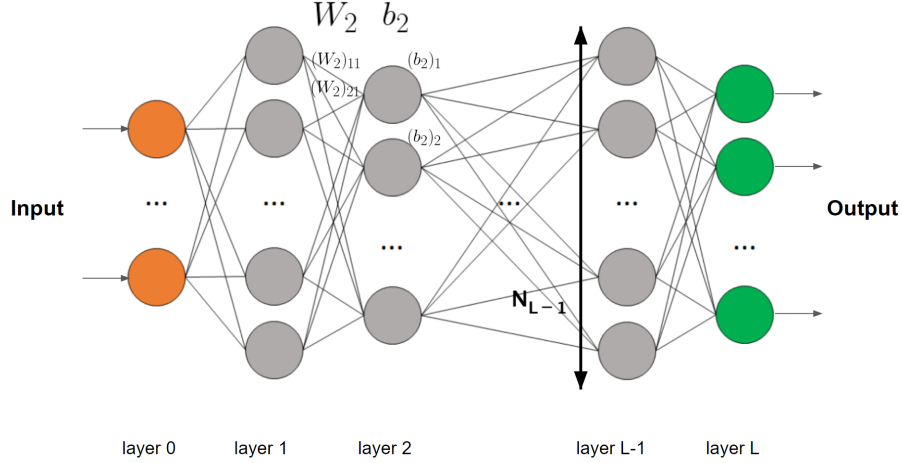 W₂ b₂
(W₂)₁₁ (b₂)₁
(W₂)₂₁
(b₂)₂
... ... ... ...
Input Output
... ...
N_{L-1}
layer 0 layer 1 layer 2 layer L-1 layer L